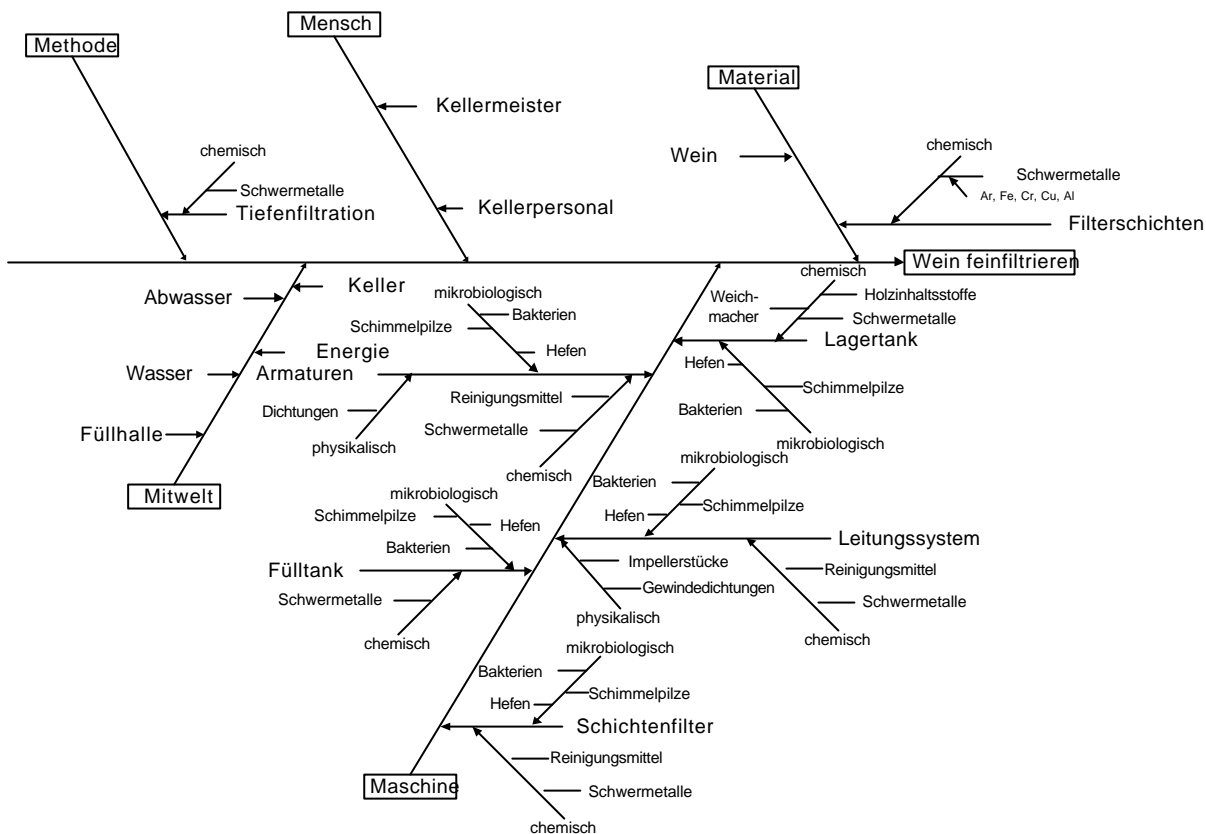 Mensch
Methode
Material
Kellermeister
Wein
chemisch
chemisch
Schwermetalle
Schwermetalle
Ar, Fe, Cr, Cu, Al
Tiefenfiltration
Kellerpersonal
Filterschichten
Wein feinfiltrieren
chemisch
Keller
Abwasser
mikrobiologisch
Bakterien
Weich-
macher
Holzinhaltsstoffe
Schimmelpilze
Schwermetalle
Energie
Hefen
Lagertank
Wasser
Armaturen
Hefen
Schimmelpilze
Dichtungen
Reinigungsmittel
Bakterien
Füllhalle
physikalisch
Schwermetalle
mikrobiologisch
chemisch
mikrobiologisch
Bakterien
Mitwelt
mikrobiologisch
Schimmelpilze
Hefen
Hefen
Schimmelpilze
Bakterien
Leitungssystem
Fülltank
Impellerstücke
Reinigungsmittel
Gewindedichtungen
Schwermetalle
Schwermetalle
physikalisch
chemisch
chemisch
mikrobiologisch
Bakterien
Schimmelpilze
Hefen
Schichtenfilter
Reinigungsmittel
Maschine
Schwermetalle
chemisch